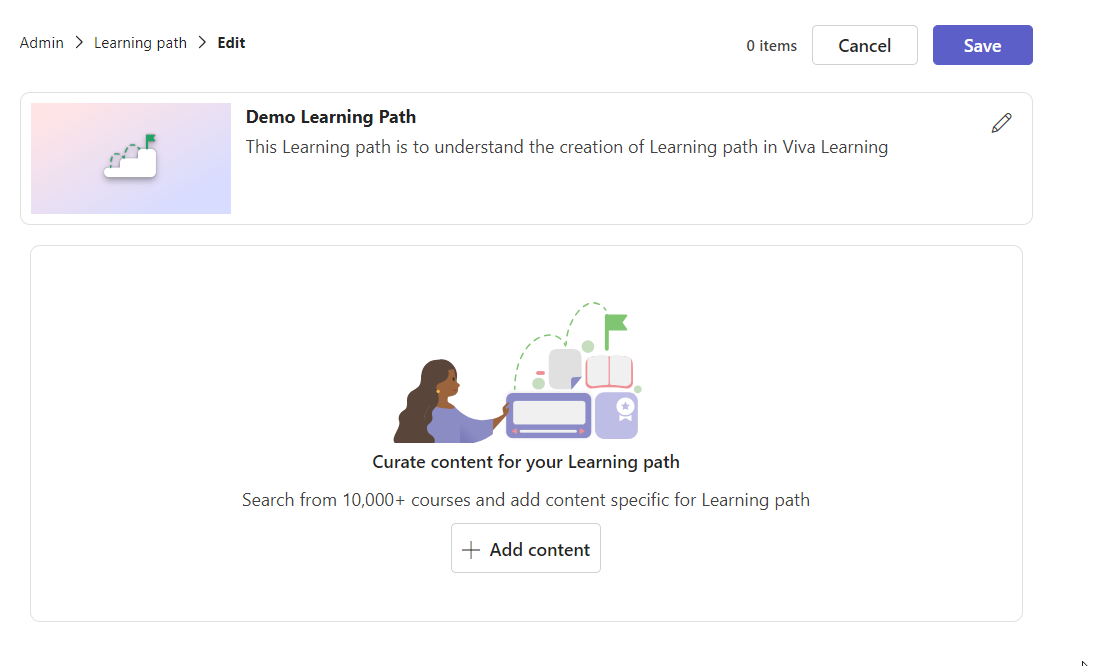 Admin > Learning path > Edit
0 items
Cancel
Save
Demo Learning Path
This Learning path is to understand the creation of Learning path in Viva Learning
Curate content for your Learning path
Search from 10,000+ courses and add content specific for Learning path
+ Add content